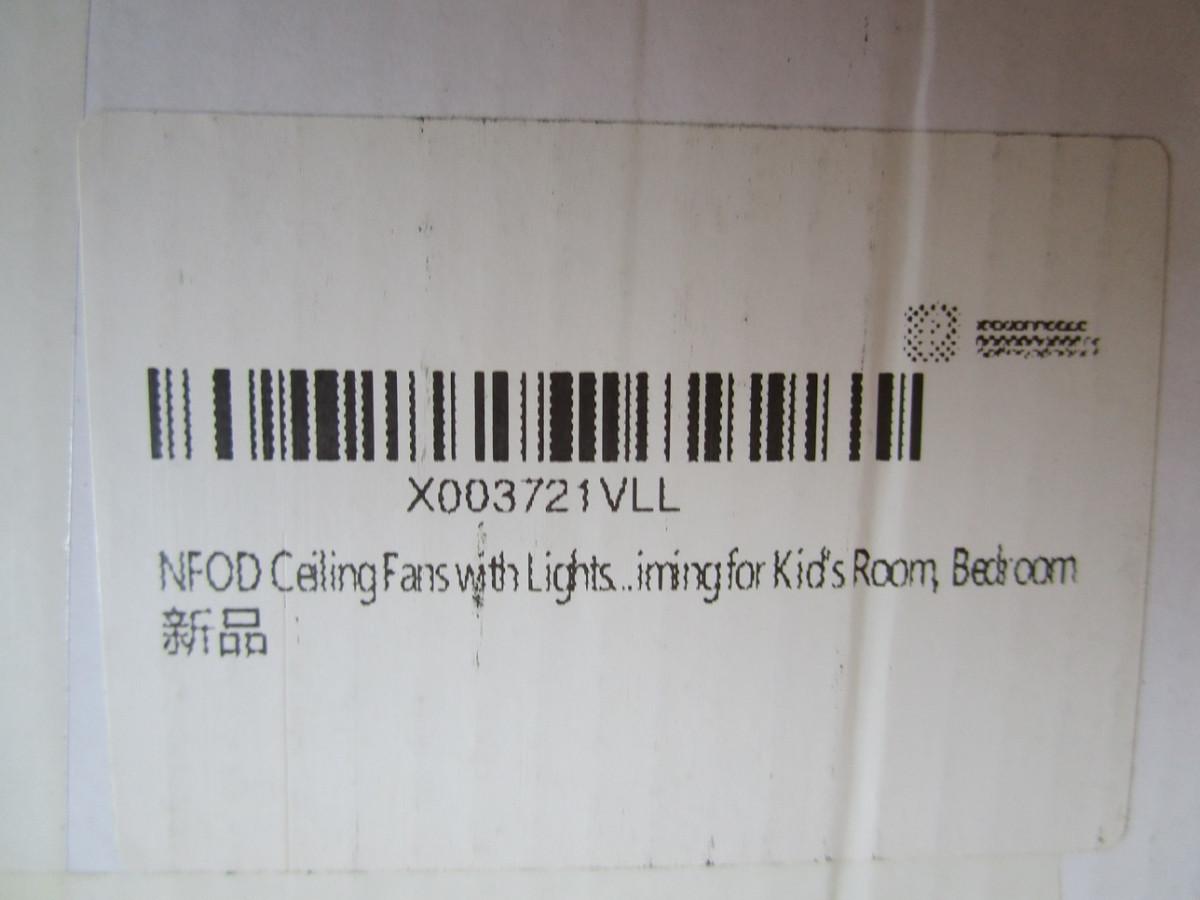 X003721VLL
NFOD Ceiling Fans with Lights...iming for Kid's Room, Bedroom
新品